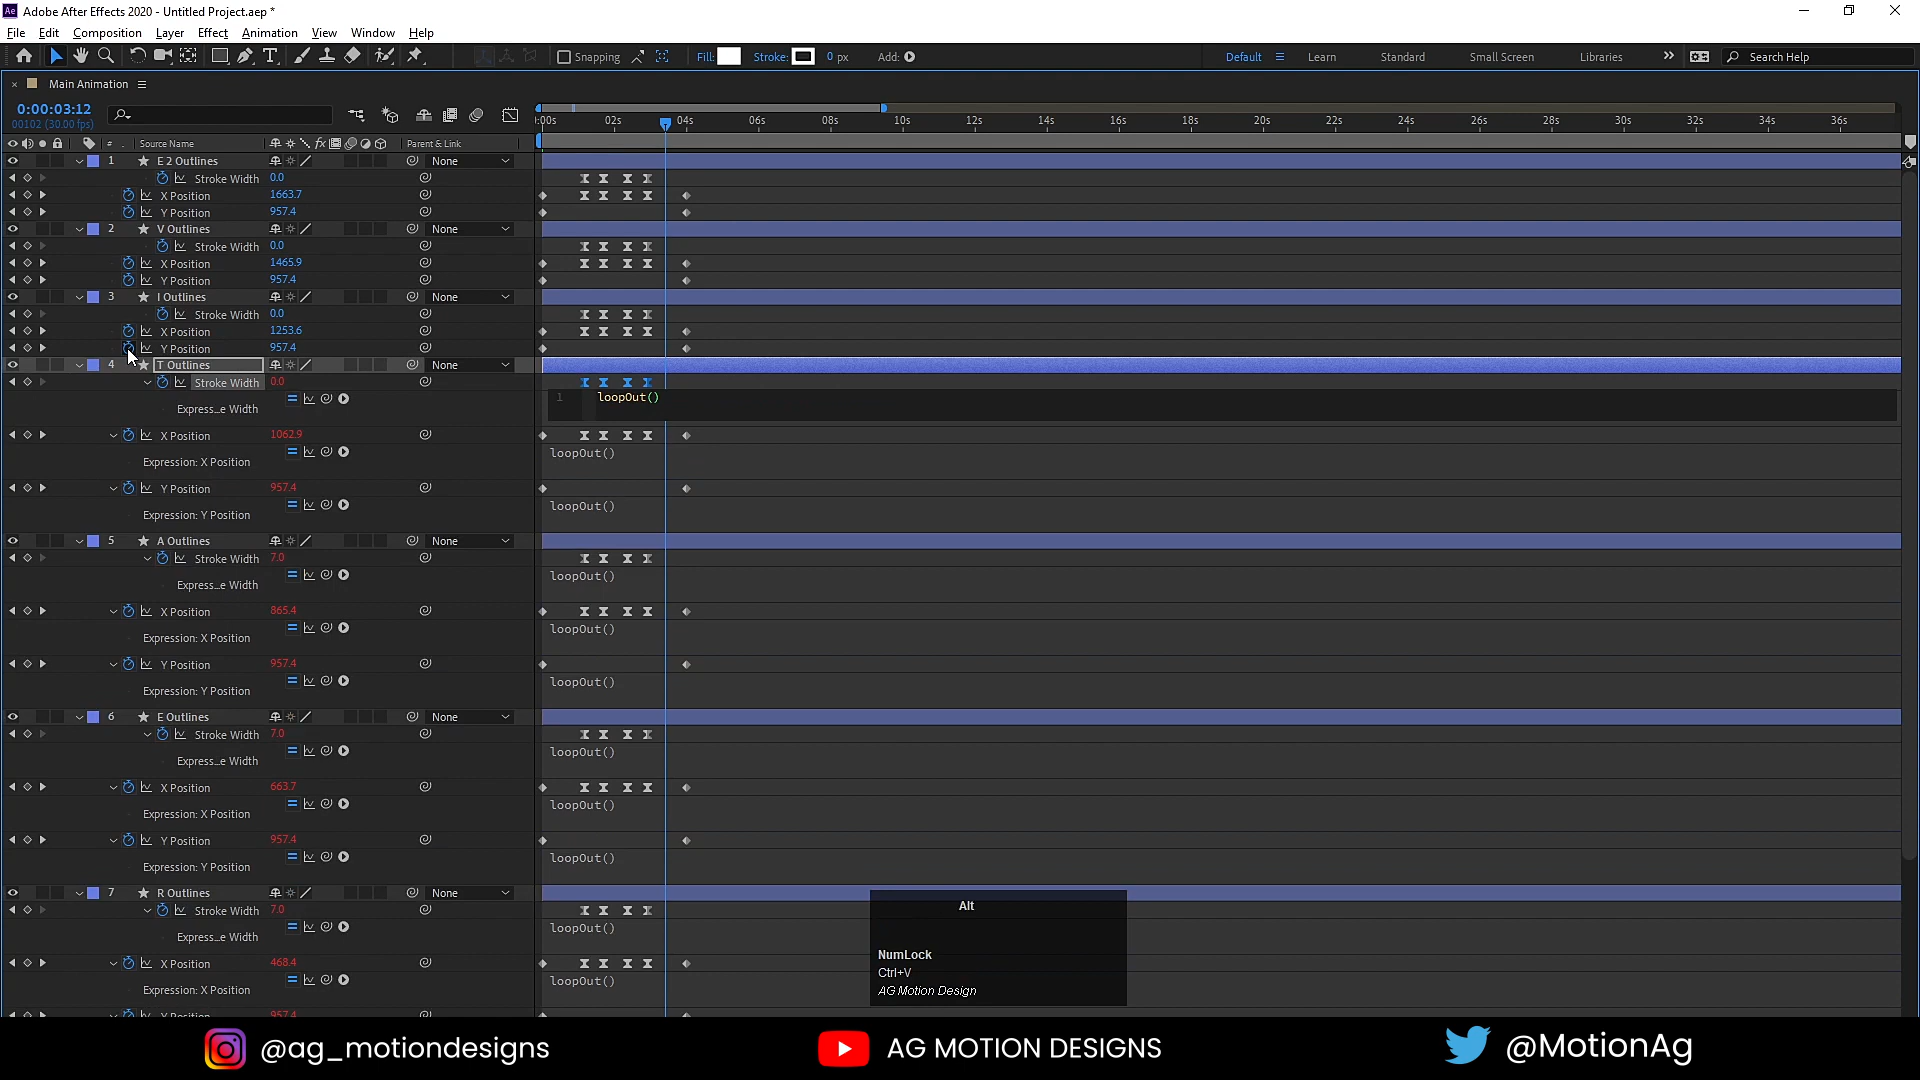 Ae Adobe After Effects 2020 - Untitled Project.aep *
File Edit Composition Layer Effect Animation View Window Help
Snapping Fill: Stroke: 0 px Add: Default Learn Standard Small Screen Libraries Search Help
Main Animation
0:00:03:12
00102 (30.00 fps)
:00s 02s 04s 06s 08s 10s 12s 14s 16s 18s 20s 22s 24s 26s 28s 30s 32s 34s 36s
# . Source Name fx Parent & Link
1 E 2 Outlines None
Stroke Width 0.0
X Position 1663.7
Y Position 957.4
2 V Outlines None
Stroke Width 0.0
X Position 1465.9
Y Position 957.4
3 I Outlines None
Stroke Width 0.0
X Position 1253.6
Y Position 957.4
4 T Outlines None
Stroke Width 0.0
1 loopOut()
Express...e Width
X Position 1062.9
loopOut()
Expression: X Position
Y Position 957.4
loopOut()
Expression: Y Position
5 A Outlines None
Stroke Width 7.0
loopOut()
Express...e Width
X Position 865.4
loopOut()
Expression: X Position
Y Position 957.4
loopOut()
Expression: Y Position
6 E Outlines None
Stroke Width 7.0
loopOut()
Express...e Width
X Position 663.7
loopOut()
Expression: X Position
Y Position 957.4
loopOut()
Expression: Y Position
7 R Outlines None
Stroke Width 7.0
loopOut()
Express...e Width
X Position 468.4
loopOut()
Expression: X Position
Y Position 957.4
Alt
NumLock
Ctrl+V
AG Motion Design
@ag_motiondesigns AG MOTION DESIGNS @MotionAg